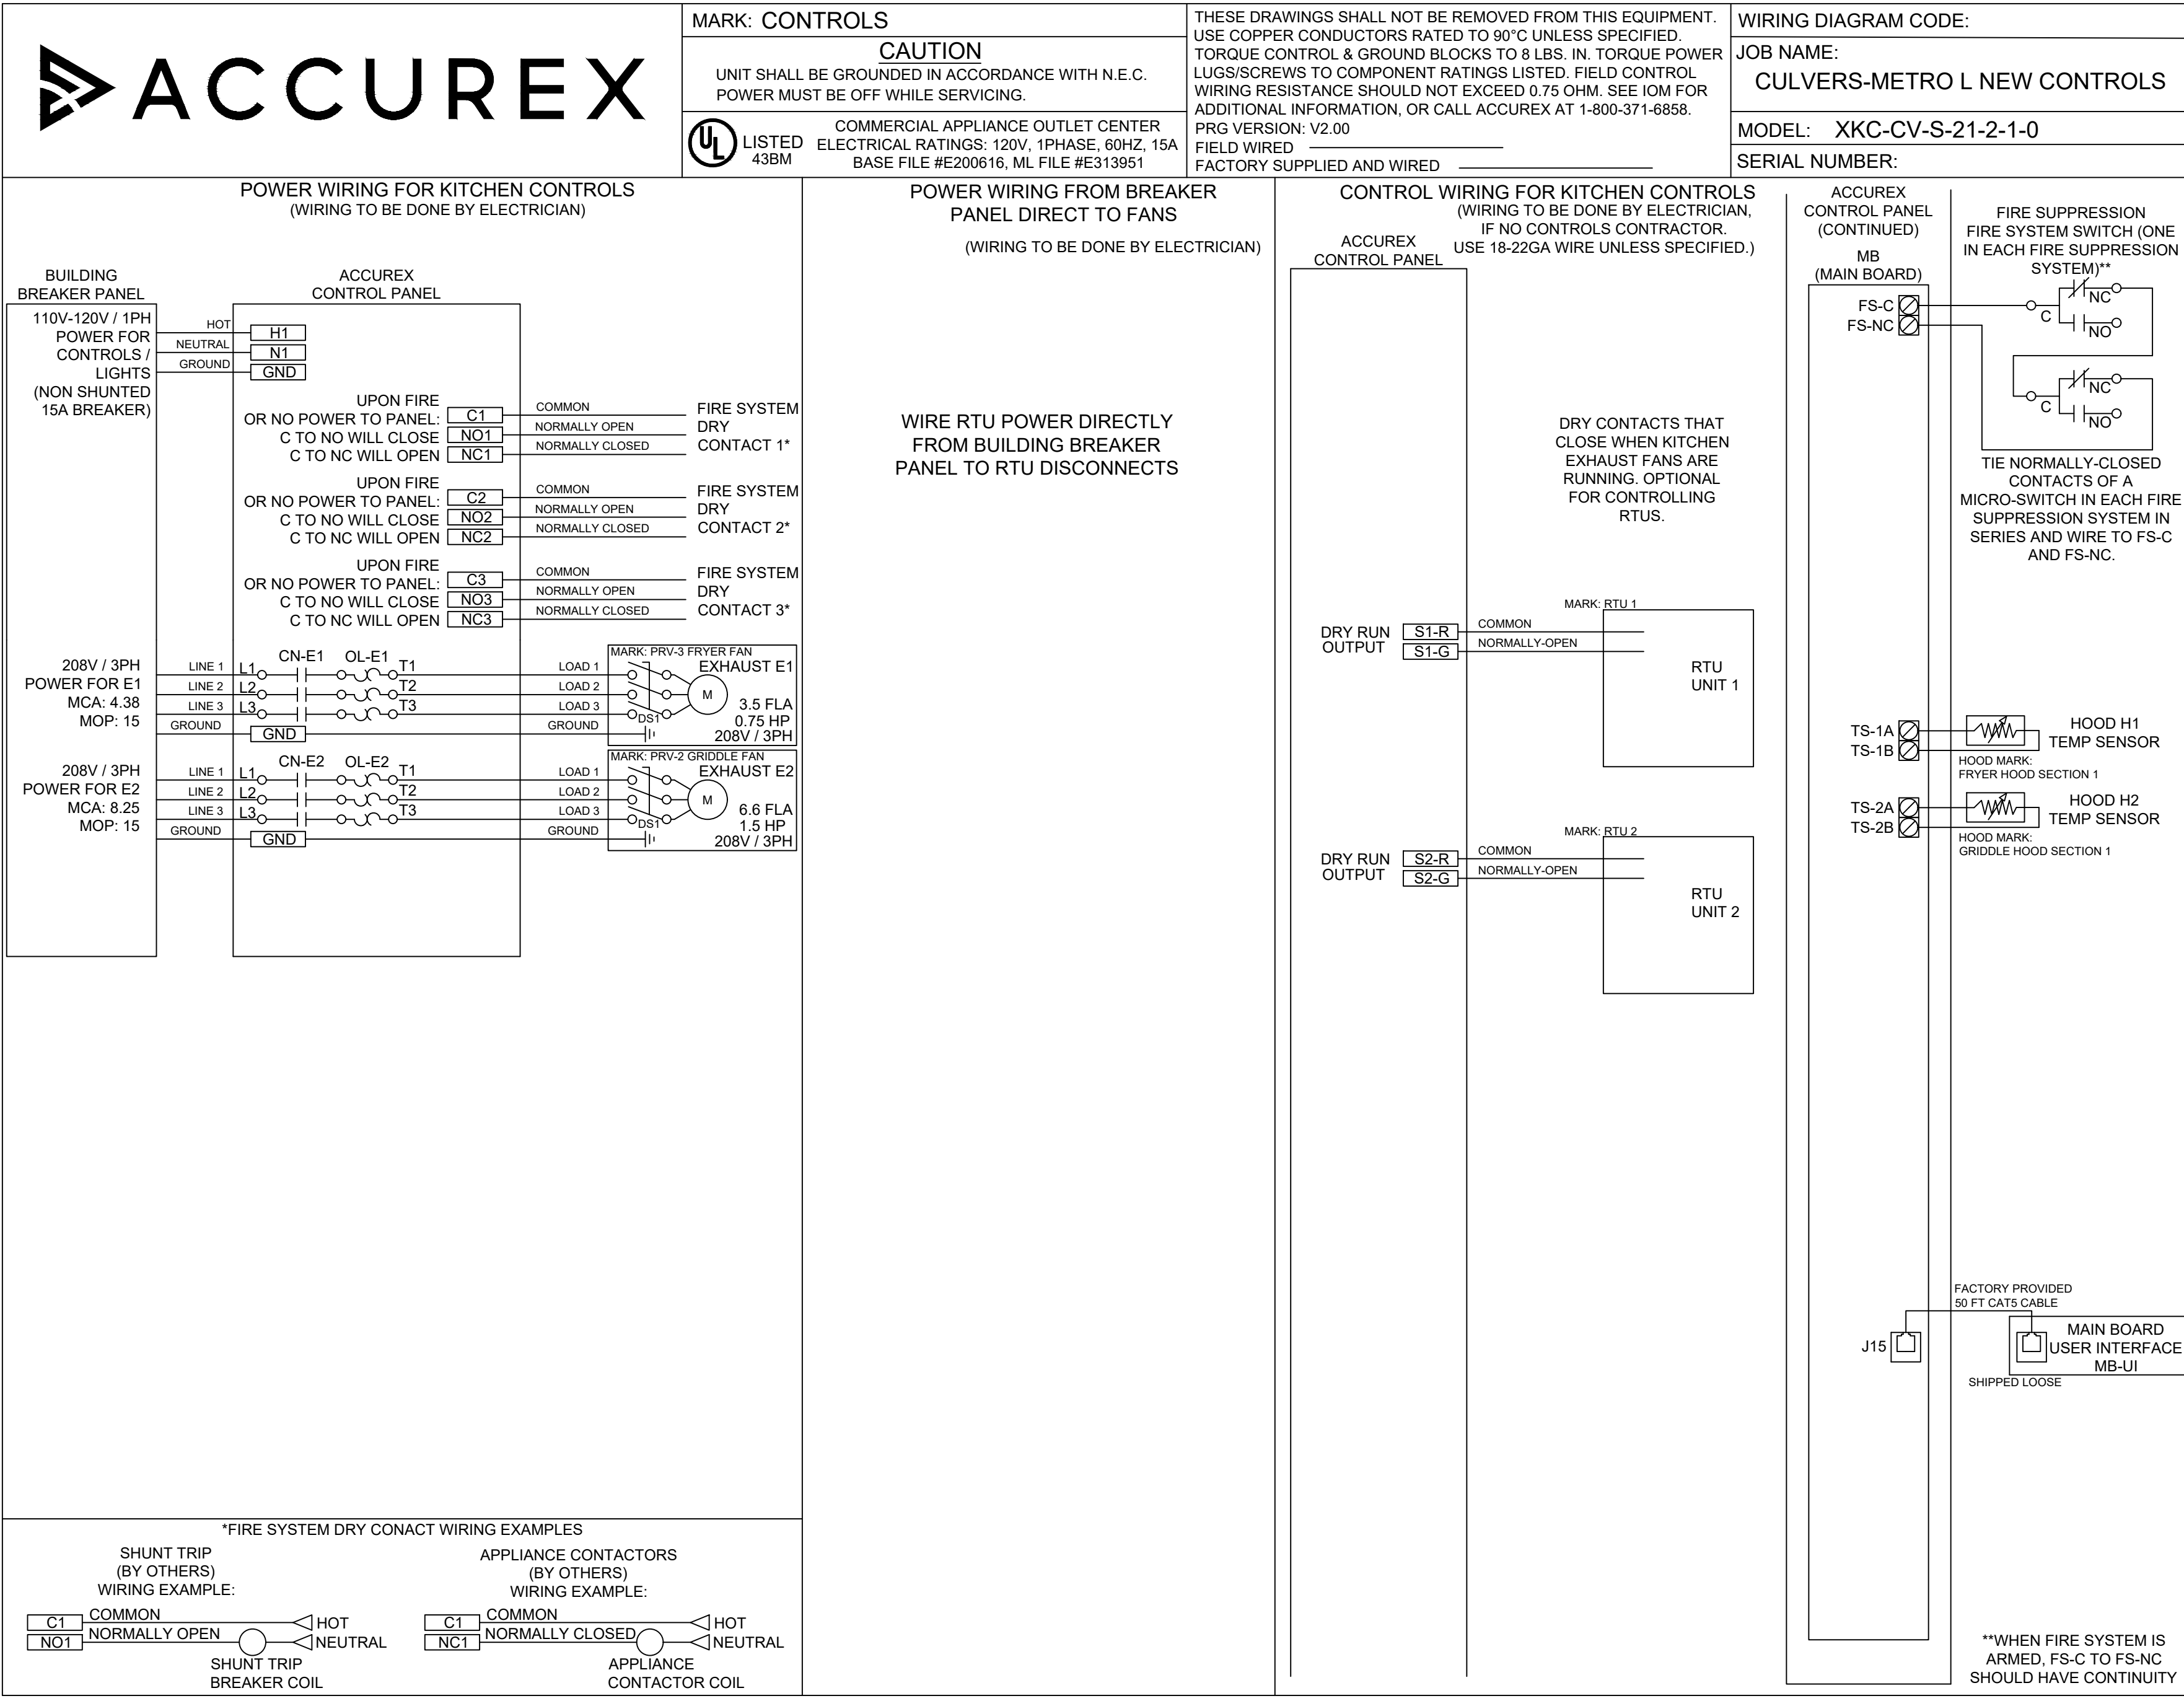 ACCUREX
MARK: CONTROLS
CAUTION
UNIT SHALL BE GROUNDED IN ACCORDANCE WITH N.E.C.
POWER MUST BE OFF WHILE SERVICING.
UL
LISTED
43BM
COMMERCIAL APPLIANCE OUTLET CENTER
ELECTRICAL RATINGS: 120V, 1PHASE, 60HZ, 15A
BASE FILE #E200616, ML FILE #E313951
THESE DRAWINGS SHALL NOT BE REMOVED FROM THIS EQUIPMENT.
USE COPPER CONDUCTORS RATED TO 90°C UNLESS SPECIFIED.
TORQUE CONTROL & GROUND BLOCKS TO 8 LBS. IN. TORQUE POWER
LUGS/SCREWS TO COMPONENT RATINGS LISTED. FIELD CONTROL
WIRING RESISTANCE SHOULD NOT EXCEED 0.75 OHM. SEE IOM FOR
ADDITIONAL INFORMATION, OR CALL ACCUREX AT 1-800-371-6858.
PRG VERSION: V2.00
FIELD WIRED
FACTORY SUPPLIED AND WIRED
WIRING DIAGRAM CODE:
JOB NAME:
CULVERS-METRO L NEW CONTROLS
MODEL: XKC-CV-S-21-2-1-0
SERIAL NUMBER:
POWER WIRING FOR KITCHEN CONTROLS
(WIRING TO BE DONE BY ELECTRICIAN)
BUILDING
BREAKER PANEL
ACCUREX
CONTROL PANEL
110V-120V / 1PH
POWER FOR
CONTROLS /
LIGHTS
(NON SHUNTED
15A BREAKER)
HOT
NEUTRAL
GROUND
H1
N1
GND
UPON FIRE
OR NO POWER TO PANEL:
C TO NO WILL CLOSE
C TO NC WILL OPEN
C1
NO1
NC1
COMMON
NORMALLY OPEN
NORMALLY CLOSED
FIRE SYSTEM
DRY
CONTACT 1*
UPON FIRE
OR NO POWER TO PANEL:
C TO NO WILL CLOSE
C TO NC WILL OPEN
C2
NO2
NC2
COMMON
NORMALLY OPEN
NORMALLY CLOSED
FIRE SYSTEM
DRY
CONTACT 2*
UPON FIRE
OR NO POWER TO PANEL:
C TO NO WILL CLOSE
C TO NC WILL OPEN
C3
NO3
NC3
COMMON
NORMALLY OPEN
NORMALLY CLOSED
FIRE SYSTEM
DRY
CONTACT 3*
208V / 3PH
POWER FOR E1
MCA: 4.38
MOP: 15
LINE 1
LINE 2
LINE 3
GROUND
L1
L2
L3
GND
CN-E1
OL-E1
T1
T2
T3
LOAD 1
LOAD 2
LOAD 3
GROUND
MARK: PRV-3 FRYER FAN
EXHAUST E1
M
DS1
3.5 FLA
0.75 HP
208V / 3PH
208V / 3PH
POWER FOR E2
MCA: 8.25
MOP: 15
LINE 1
LINE 2
LINE 3
GROUND
L1
L2
L3
GND
CN-E2
OL-E2
T1
T2
T3
LOAD 1
LOAD 2
LOAD 3
GROUND
MARK: PRV-2 GRIDDLE FAN
EXHAUST E2
M
DS1
6.6 FLA
1.5 HP
208V / 3PH
*FIRE SYSTEM DRY CONACT WIRING EXAMPLES
SHUNT TRIP
(BY OTHERS)
WIRING EXAMPLE:
C1
NO1
COMMON
NORMALLY OPEN
HOT
NEUTRAL
SHUNT TRIP
BREAKER COIL
APPLIANCE CONTACTORS
(BY OTHERS)
WIRING EXAMPLE:
C1
NC1
COMMON
NORMALLY CLOSED
HOT
NEUTRAL
APPLIANCE
CONTACTOR COIL
POWER WIRING FROM BREAKER
PANEL DIRECT TO FANS
(WIRING TO BE DONE BY ELECTRICIAN)
WIRE RTU POWER DIRECTLY
FROM BUILDING BREAKER
PANEL TO RTU DISCONNECTS
CONTROL WIRING FOR KITCHEN CONTROLS
(WIRING TO BE DONE BY ELECTRICIAN,
IF NO CONTROLS CONTRACTOR.
USE 18-22GA WIRE UNLESS SPECIFIED.)
ACCUREX
CONTROL PANEL
DRY CONTACTS THAT
CLOSE WHEN KITCHEN
EXHAUST FANS ARE
RUNNING. OPTIONAL
FOR CONTROLLING
RTUS.
DRY RUN
OUTPUT
S1-R
S1-G
COMMON
NORMALLY-OPEN
MARK: RTU 1
RTU
UNIT 1
DRY RUN
OUTPUT
S2-R
S2-G
COMMON
NORMALLY-OPEN
MARK: RTU 2
RTU
UNIT 2
ACCUREX
CONTROL PANEL
(CONTINUED)
MB
(MAIN BOARD)
FS-C
FS-NC
FIRE SUPPRESSION
FIRE SYSTEM SWITCH (ONE
IN EACH FIRE SUPPRESSION
SYSTEM)**
NC
C
NO
NC
C
NO
TIE NORMALLY-CLOSED
CONTACTS OF A
MICRO-SWITCH IN EACH FIRE
SUPPRESSION SYSTEM IN
SERIES AND WIRE TO FS-C
AND FS-NC.
TS-1A
TS-1B
HOOD H1
TEMP SENSOR
HOOD MARK:
FRYER HOOD SECTION 1
TS-2A
TS-2B
HOOD H2
TEMP SENSOR
HOOD MARK:
GRIDDLE HOOD SECTION 1
FACTORY PROVIDED
50 FT CAT5 CABLE
J15
MAIN BOARD
USER INTERFACE
MB-UI
SHIPPED LOOSE
**WHEN FIRE SYSTEM IS
ARMED, FS-C TO FS-NC
SHOULD HAVE CONTINUITY